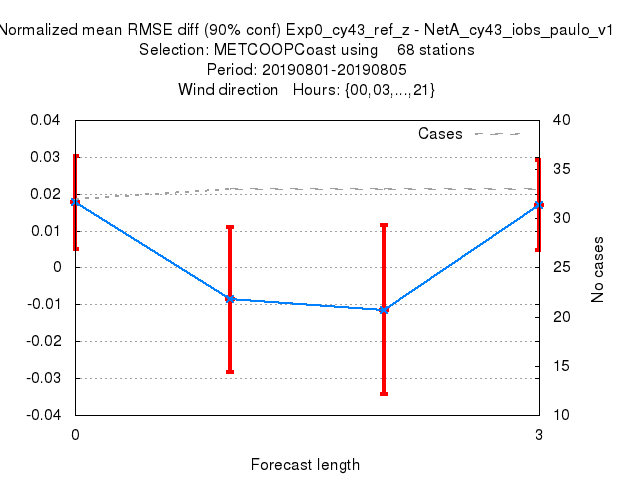 Normalized mean RMSE diff (90% conf) Exp0_cy43_ref_z - NetA_cy43_iobs_paulo_v1
Selection: METCOOPCoast using 68 stations
Period: 20190801-20190805
Wind direction Hours: {00,03,...,21}
Cases
0.04
0.03
0.02
0.01
0
-0.01
-0.02
-0.03
-0.04
40
35
30
25
20
15
10
No cases
0
3
Forecast length